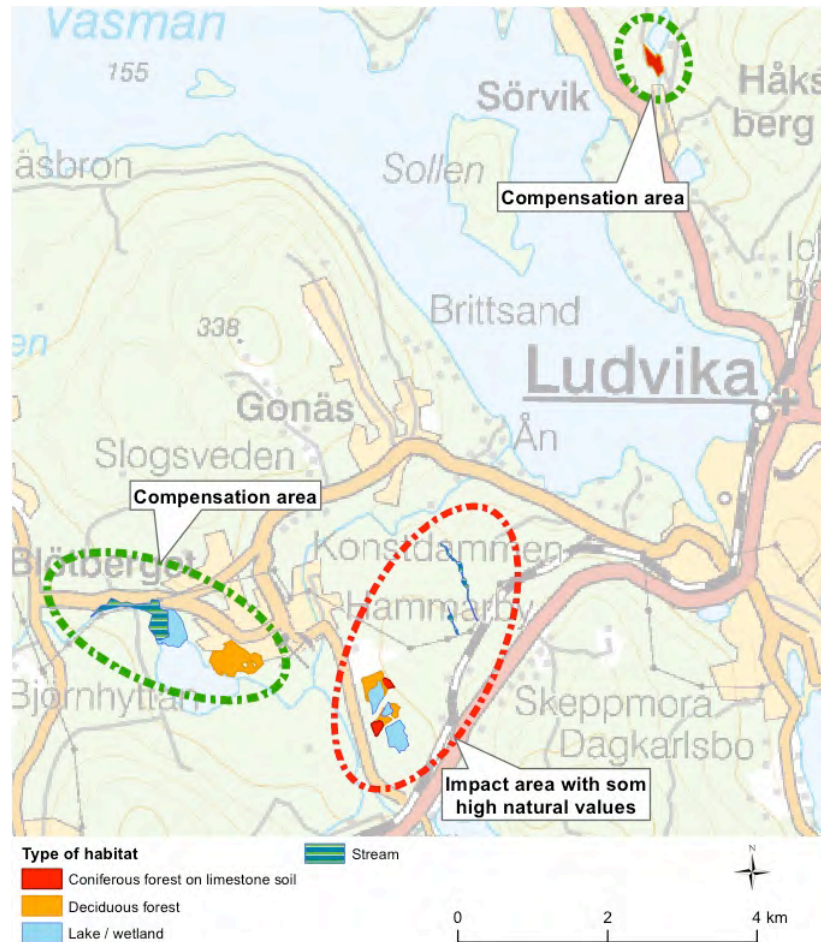 Väsman
155
Sörvik
Håks
berg
äsbron
Sollen
Compensation area
Brittsand
338
Ludvika
Gonäs
Ån
Slogsveden
Compensation area
Blötberget
Konstdammen
Hammarby
Björnhyttan
Skeppmora
Dagkarlsbo
Impact area with som
high natural values
Type of habitat
Stream
Coniferous forest on limestone soil
Deciduous forest
Lake / wetland
N
0 2 4 km